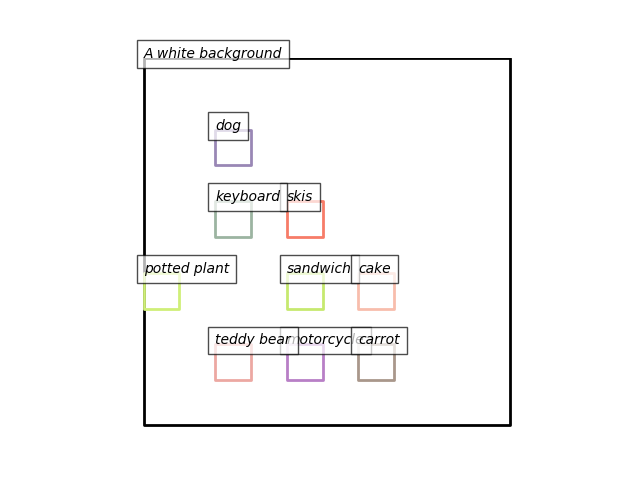 A white background
dog
keyboard
skis
potted plant
sandwich
cake
teddy bear
motorcycle
carrot